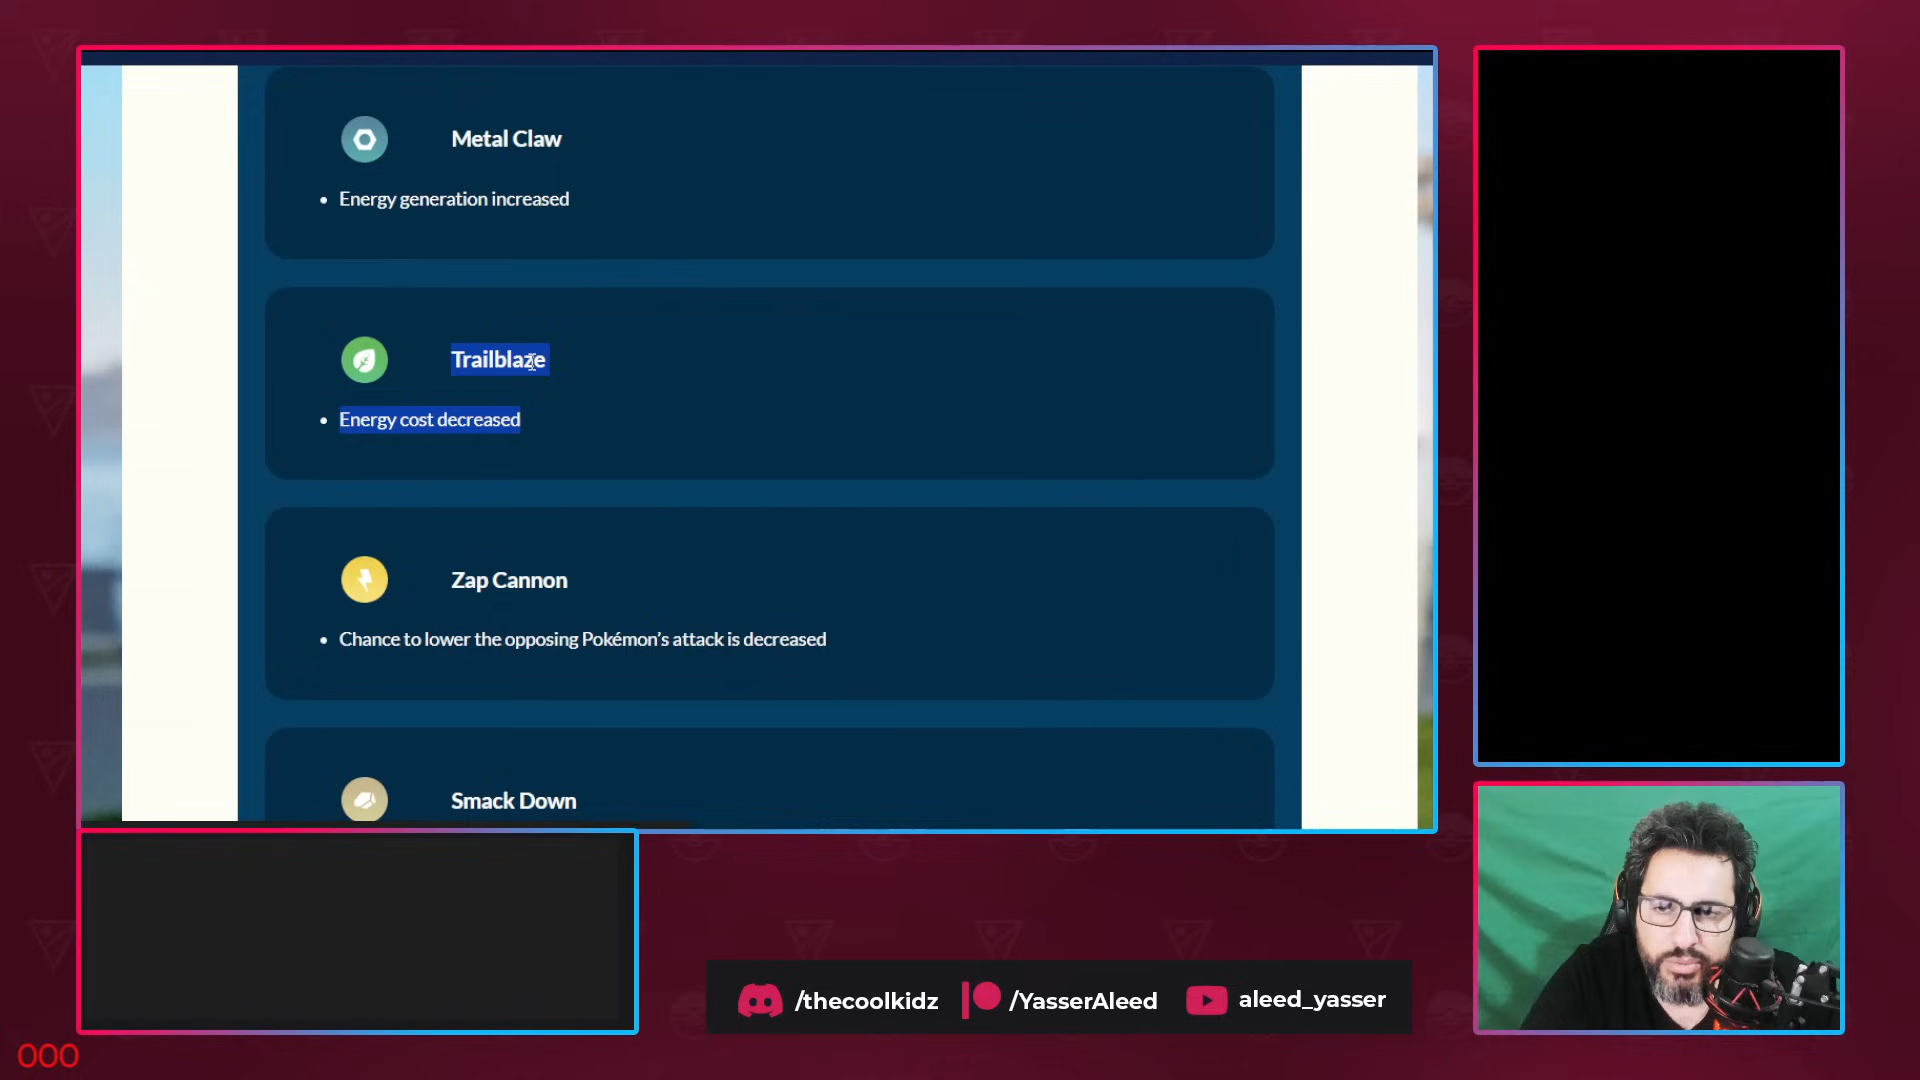 Metal Claw
• Energy generation increased
Trailblaze
• Energy cost decreased
Zap Cannon
• Chance to lower the opposing Pokémon's attack is decreased
Smack Down
/thecoolkidz
/YasserAleed
aleed_yasser
000